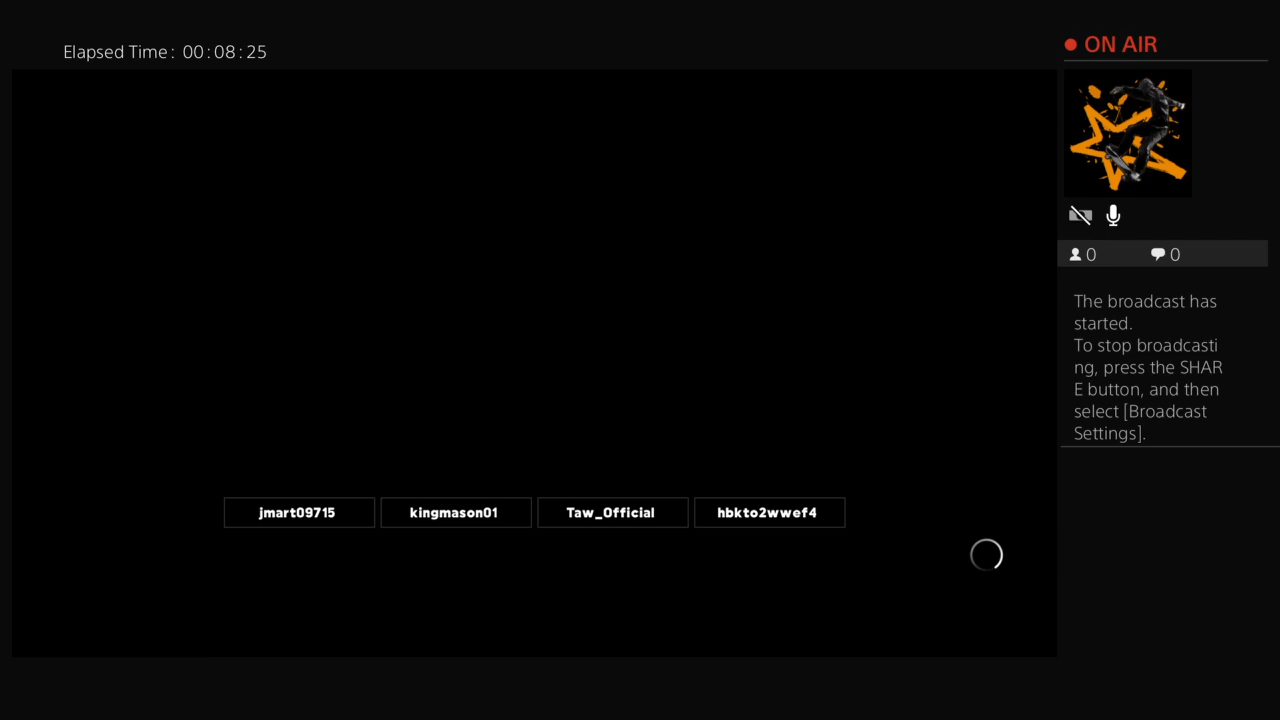 Elapsed Time: 00:08:25
ON AIR
0 0
The broadcast has
started.
To stop broadcasti
ng, press the SHAR
E button, and then
select [Broadcast
Settings].
jmart09715 kingmason01 Taw_Official hbkto2wwef4